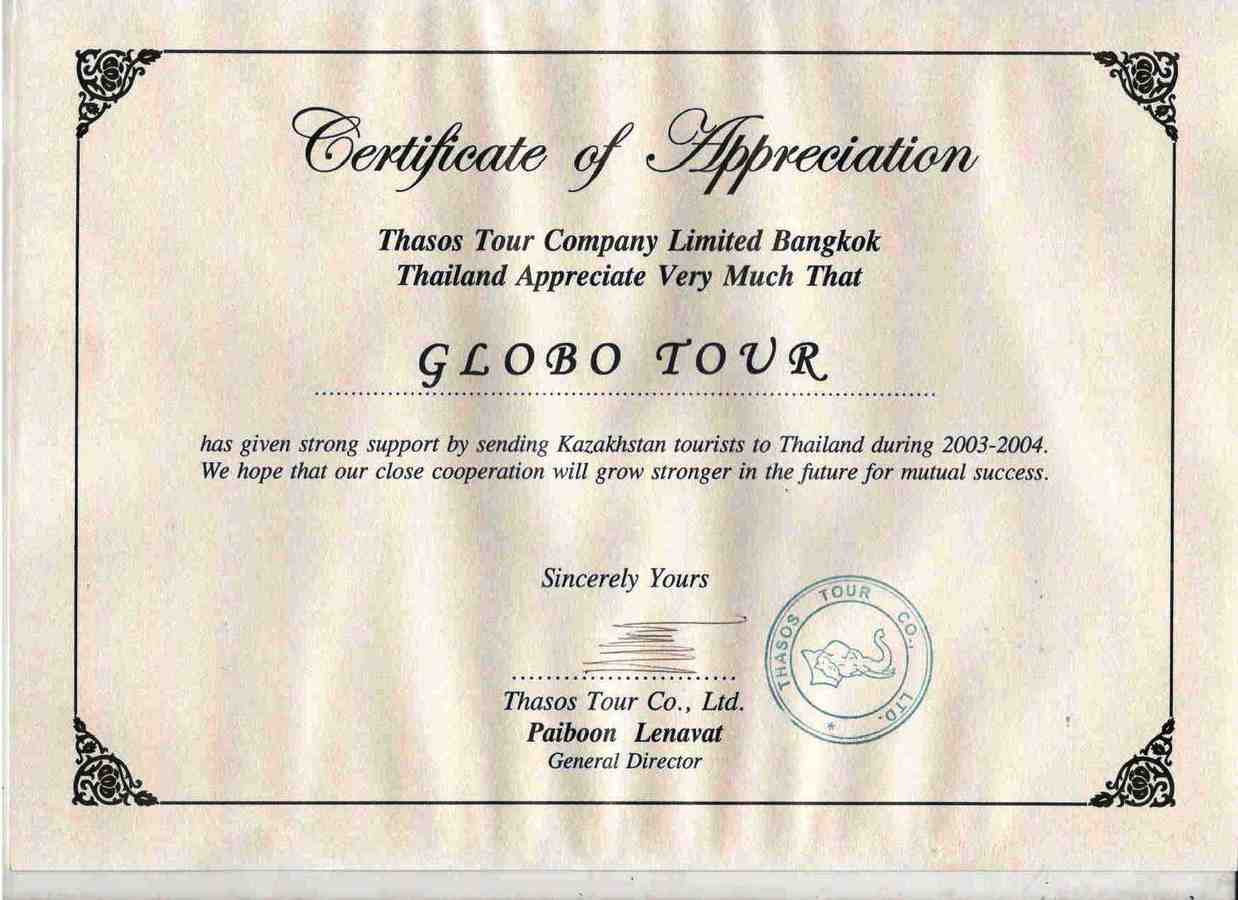 Certificate of Appreciation
Thasos Tour Company Limited Bangkok
Thailand Appreciate Very Much That
GLOBO TOUR
has given strong support by sending Kazakhstan tourists to Thailand during 2003-2004.
We hope that our close cooperation will grow stronger in the future for mutual success.
Sincerely Yours
Thasos Tour Co., Ltd.
Paiboon Lenavat
General Director
THASOS TOUR CO., LTD.
*